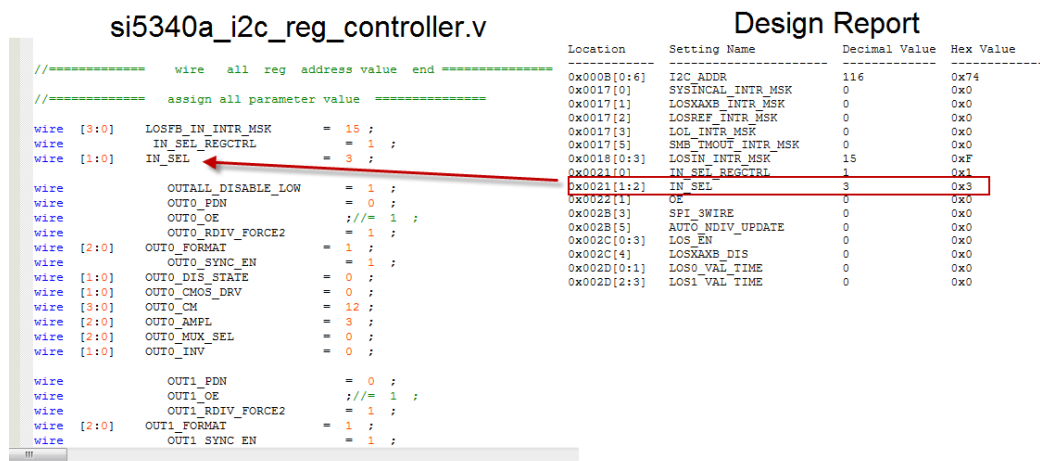 si5340a_i2c_reg_controller.v
//============= wire all reg address value end ===============
//============= assign all parameter value ===============
wire [3:0] LOSFB_IN_INTR_MSK = 15 ;
wire IN_SEL_REGCTRL = 1 ;
wire [1:0] IN_SEL = 3 ;
wire OUTALL_DISABLE_LOW = 1 ;
wire OUT0_PDN = 0 ;
wire OUT0_OE ;//= 1 ;
wire OUT0_RDIV_FORCE2 = 1 ;
wire [2:0] OUT0_FORMAT = 1 ;
wire OUT0_SYNC_EN = 1 ;
wire [1:0] OUT0_DIS_STATE = 0 ;
wire [1:0] OUT0_CMOS_DRV = 0 ;
wire [3:0] OUT0_CM = 12 ;
wire [2:0] OUT0_AMPL = 3 ;
wire [2:0] OUT0_MUX_SEL = 0 ;
wire [1:0] OUT0_INV = 0 ;
wire OUT1_PDN = 0 ;
wire OUT1_OE ;//= 1 ;
wire OUT1_RDIV_FORCE2 = 1 ;
wire [2:0] OUT1_FORMAT = 1 ;
wire OUT1_SYNC_EN = 1 ;
Design Report
Location Setting Name Decimal Value Hex Value
------------ ---------------------- ------------- -------------
0x000B[0:6] I2C_ADDR 116 0x74
0x0017[0] SYSINCAL_INTR_MSK 0 0x0
0x0017[1] LOSXAXB_INTR_MSK 0 0x0
0x0017[2] LOSREF_INTR_MSK 0 0x0
0x0017[3] LOL_INTR_MSK 0 0x0
0x0017[5] SMB_TMOUT_INTR_MSK 0 0x0
0x0018[0:3] LOSIN_INTR_MSK 15 0xF
0x0021[0] IN_SEL_REGCTRL 1 0x1
0x0021[1:2] IN_SEL 3 0x3
0x0022[1] OE 0 0x0
0x002B[3] SPI_3WIRE 0 0x0
0x002B[5] AUTO_NDIV_UPDATE 0 0x0
0x002C[0:3] LOS_EN 0 0x0
0x002C[4] LOSXAXB_DIS 0 0x0
0x002D[0:1] LOS0_VAL_TIME 0 0x0
0x002D[2:3] LOS1_VAL_TIME 0 0x0